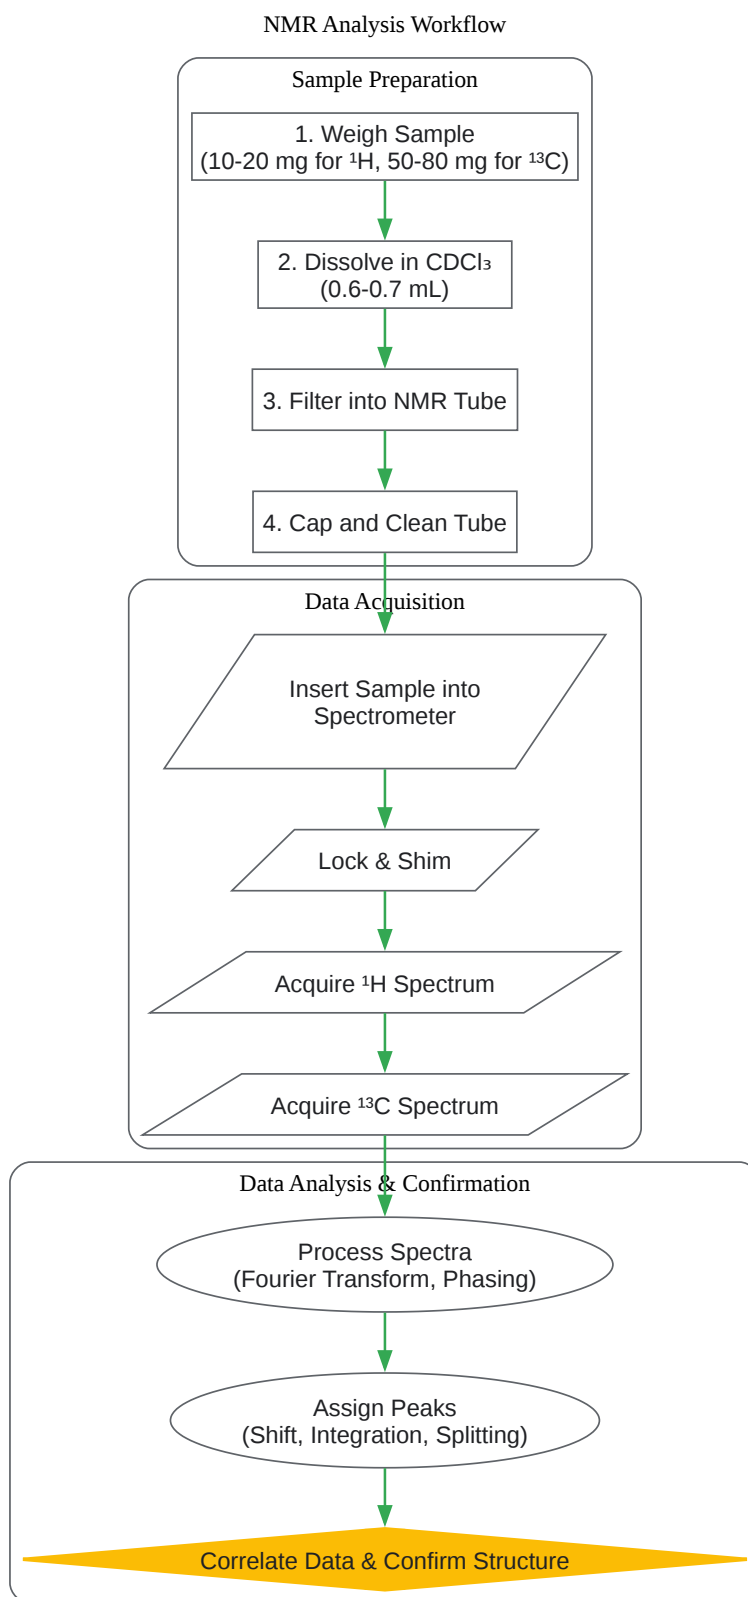 NMR Analysis Workflow
Sample Preparation
1. Weigh Sample
(10-20 mg for ¹H, 50-80 mg for ¹³C)
2. Dissolve in CDCl₃
(0.6-0.7 mL)
3. Filter into NMR Tube
4. Cap and Clean Tube
Data Acquisition
Insert Sample into
Spectrometer
Lock & Shim
Acquire ¹H Spectrum
Acquire ¹³C Spectrum
Data Analysis & Confirmation
Process Spectra
(Fourier Transform, Phasing)
Assign Peaks
(Shift, Integration, Splitting)
Correlate Data & Confirm Structure